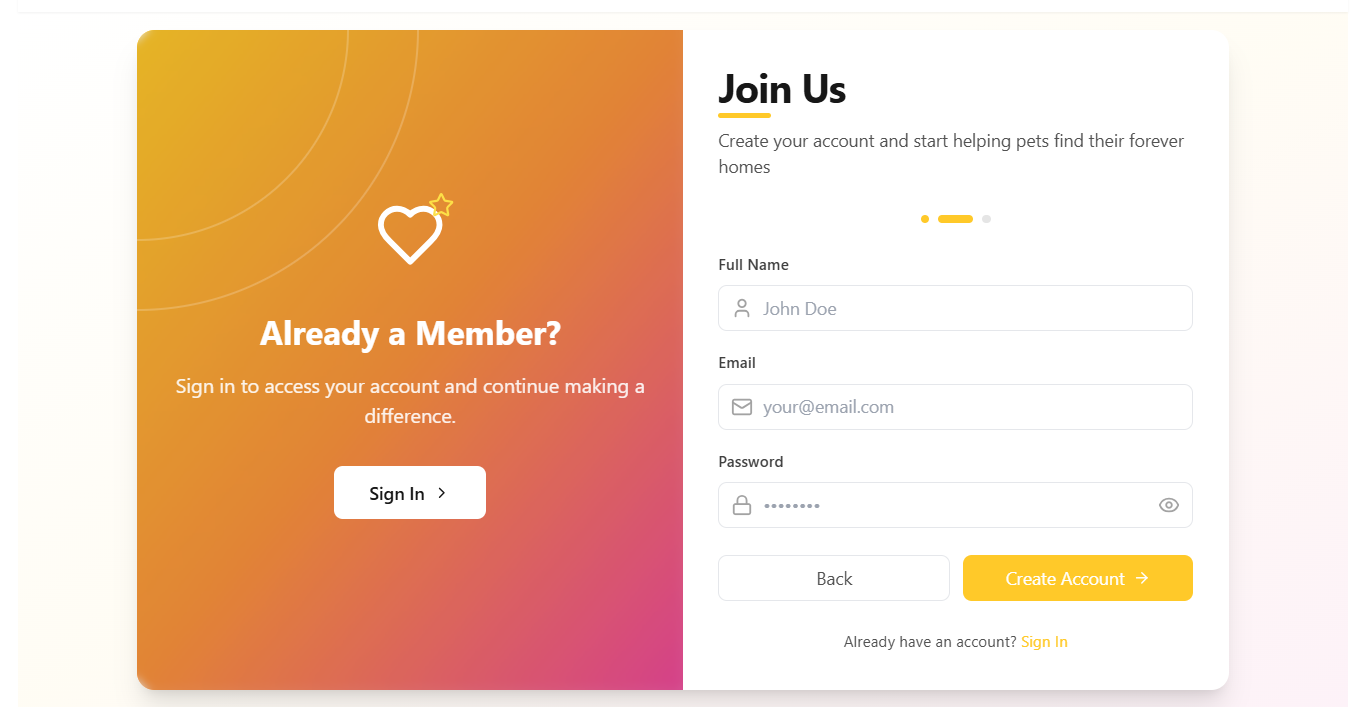 Already a Member?
Sign in to access your account and continue making a
difference.
Sign In
Join Us
Create your account and start helping pets find their forever
homes
Full Name
John Doe
Email
your@email.com
Password
••••••••
Back
Create Account
Already have an account? Sign In